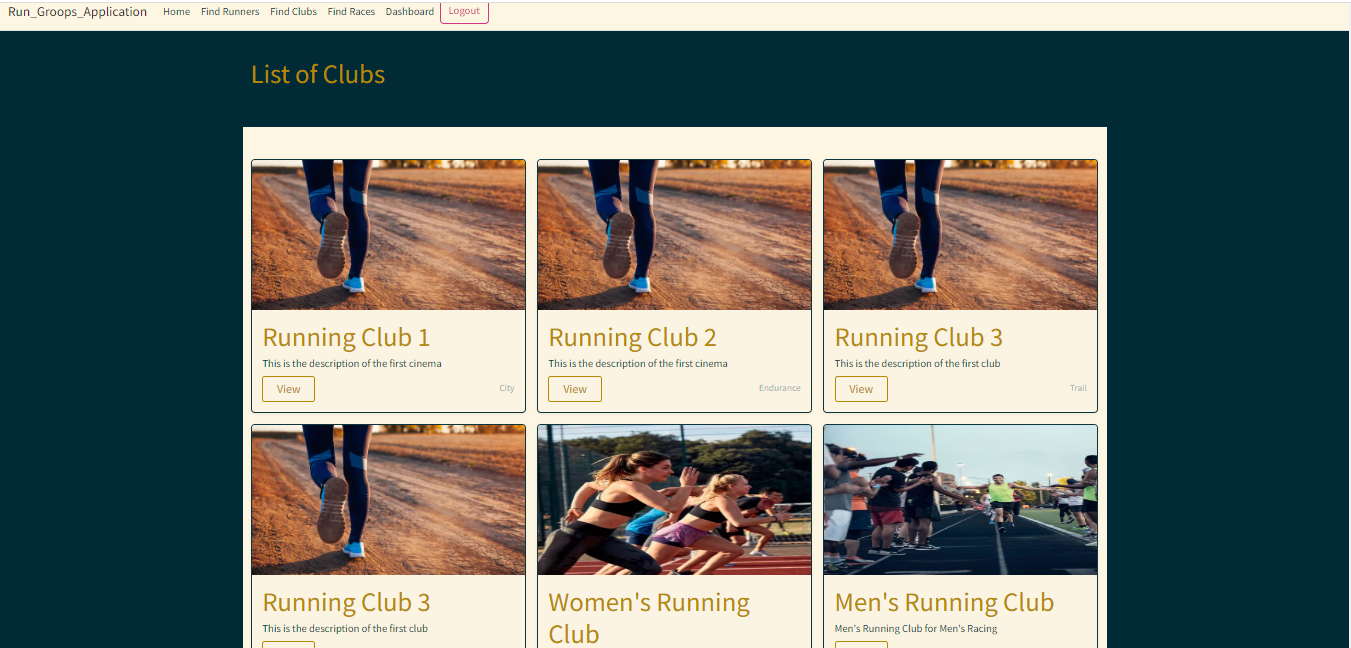 Run_Groops_Application Home Find Runners Find Clubs Find Races Dashboard Logout
List of Clubs
Running Club 1
This is the description of the first cinema
View City
Running Club 2
This is the description of the first cinema
View Endurance
Running Club 3
This is the description of the first club
View Trail
Running Club 3
This is the description of the first club
Women's Running
Club
Men's Running Club
Men's Running Club for Men's Racing